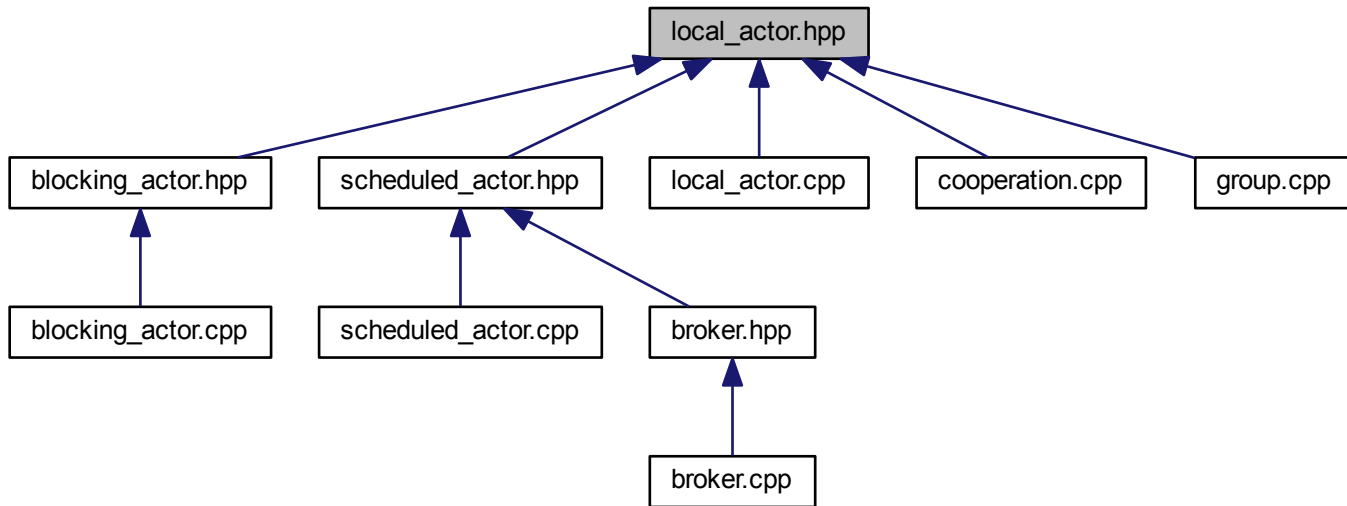 local_actor.hpp
blocking_actor.hpp
scheduled_actor.hpp
local_actor.cpp
cooperation.cpp
group.cpp
blocking_actor.cpp
scheduled_actor.cpp
broker.hpp
broker.cpp